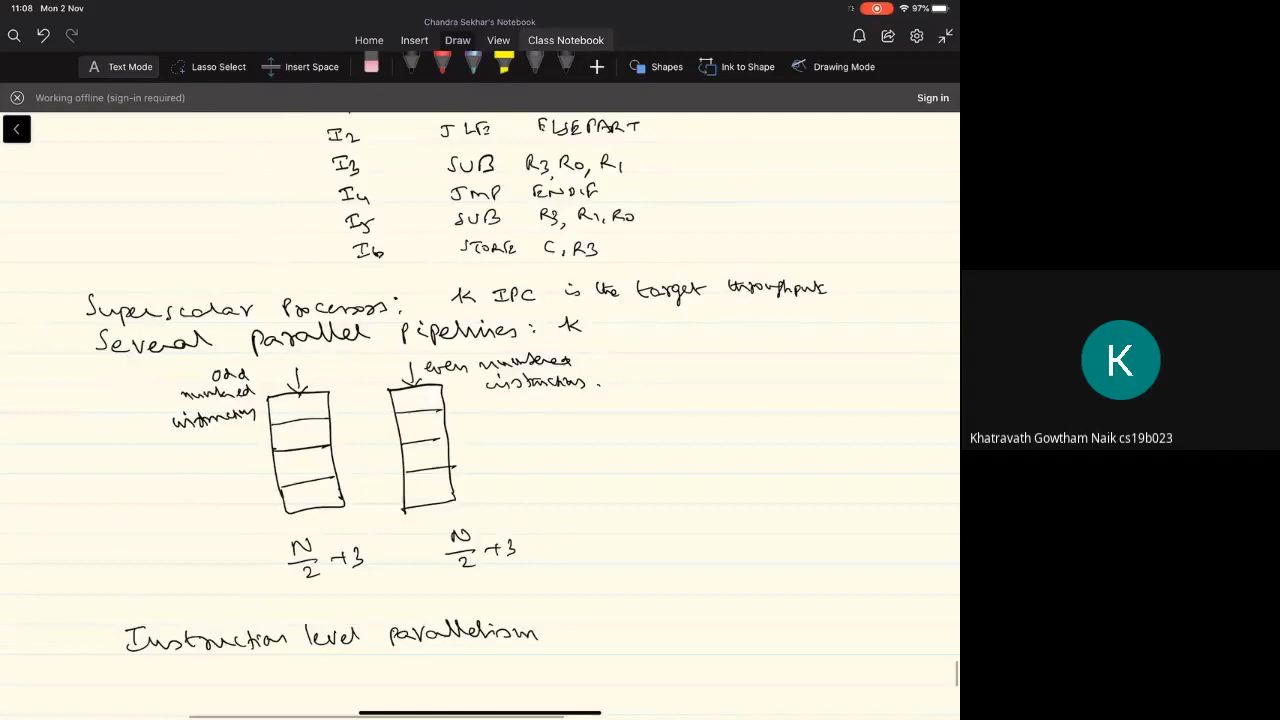 11:08 Mon 2 Nov
97%
Chandra Sekhar's Notebook
Home Insert Draw View Class Notebook
Text Mode Lasso Select Insert Space Shapes Ink to Shape Drawing Mode
Working offline (sign-in required) Sign in
I2 JLE ELSEPART
I3 SUB R3, R0, R1
I4 JMP ENDIF
I5 SUB R3, R1, R0
I6 STORE C, R3
Superscalar Processors: K IPC is the target throughput
Several parallel pipelines: K
odd numbered instructions
even numbered instructions.
N/2 +3 N/2 +3
Instruction level parallelism
K
Khatravath Gowtham Naik cs19b023